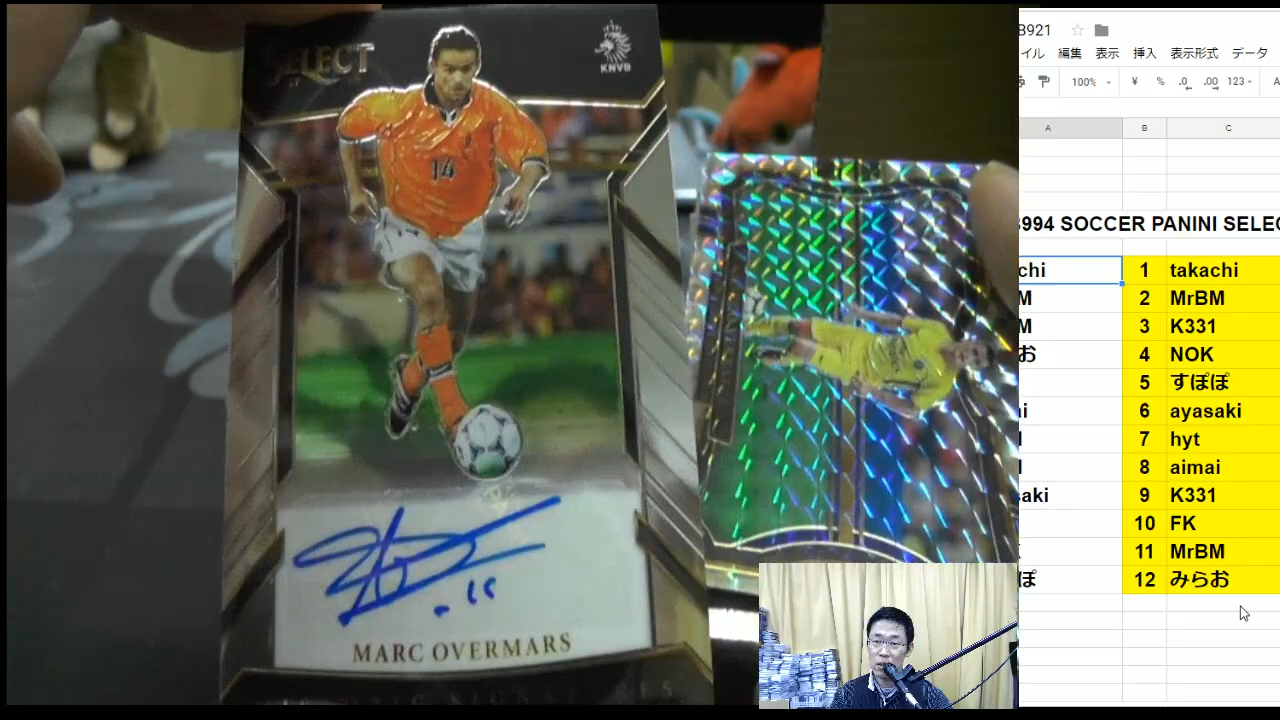 SELECT
KNVB
14
MARC OVERMARS
B921
イル 編集 表示 挿入 表示形式 データ
100% ¥ % .0 .00 123
A B C
994 SOCCER PANINI SELEC
chi 1 takachi
M 2 MrBM
M 3 K331
お 4 NOK
5 すぽぽ
6 ayasaki
7 hyt
8 aimai
saki 9 K331
10 FK
11 MrBM
ぽ 12 みらお